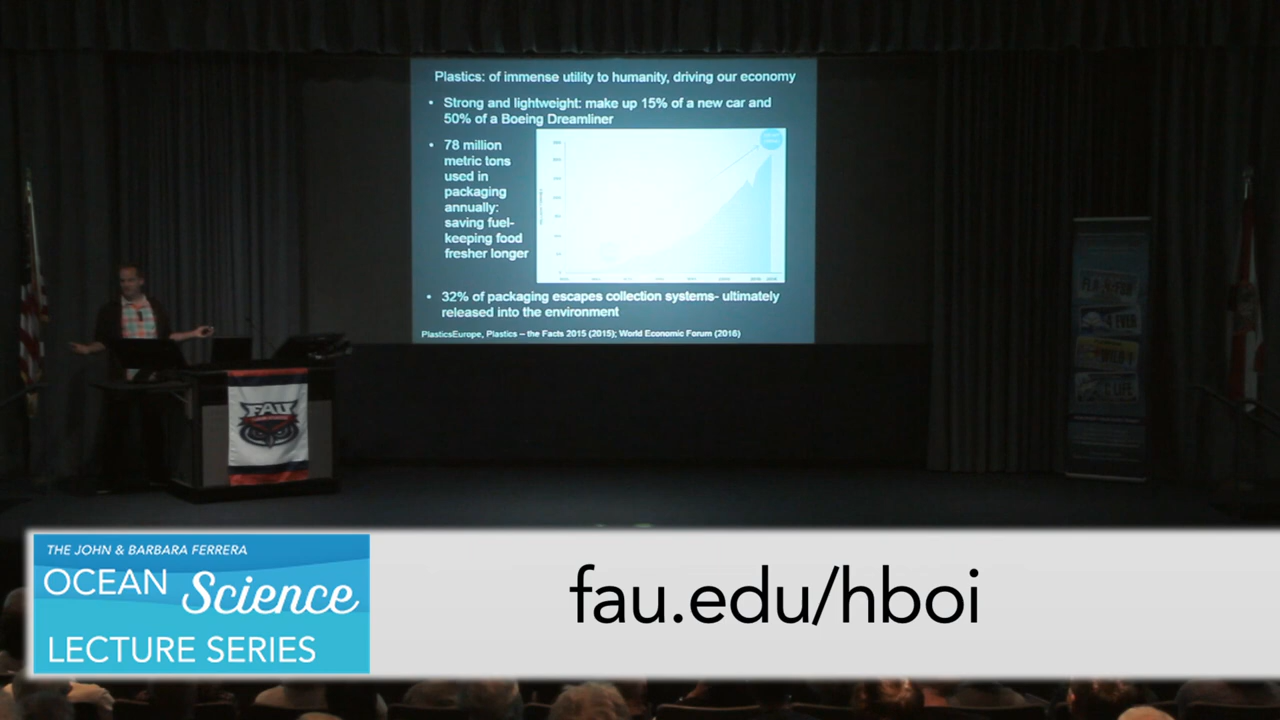 Plastics: of immense utility to humanity, driving our economy
• Strong and lightweight: make up 15% of a new car and
50% of a Boeing Dreamliner
• 78 million
metric tons
used in
packaging
annually:
saving fuel-
keeping food
fresher longer
• 32% of packaging escapes collection systems- ultimately
released into the environment
PlasticsEurope, Plastics – the Facts 2015 (2015); World Economic Forum (2016)
FAU
THE JOHN & BARBARA FERRERA
OCEAN Science
LECTURE SERIES
fau.edu/hboi